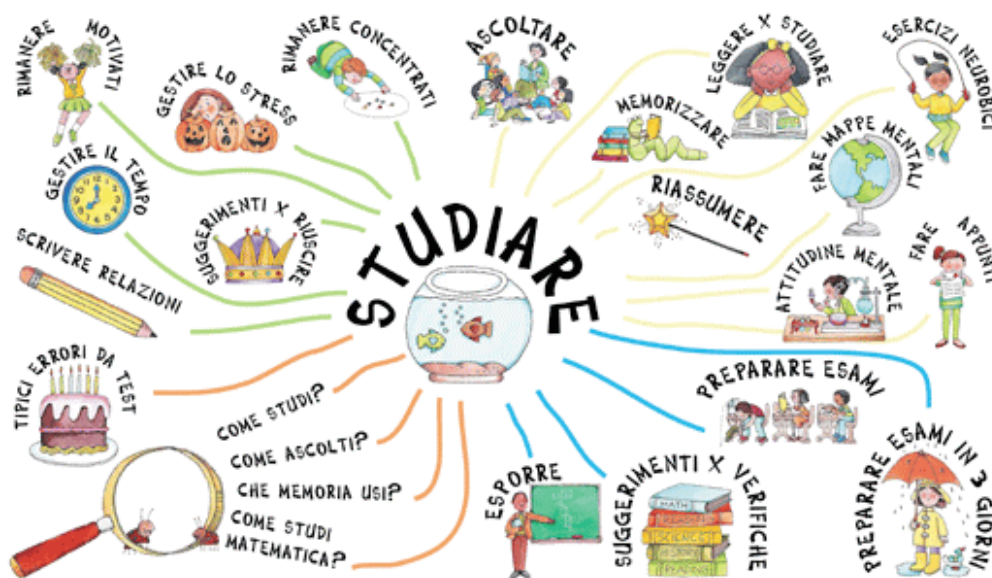 RIMANERE MOTIVATI
GESTIRE LO STRESS
RIMANERE CONCENTRATI
ASCOLTARE
LEGGERE X STUDIARE
ESERCIZI NEUROBICI
MEMORIZZARE
FARE MAPPE MENTALI
GESTIRE IL TEMPO
SUGGERIMENTI X RIUSCIRE
RIASSUMERE
STUDIARE
SCRIVERE RELAZIONI
ATTITUDINE MENTALE
FARE APPUNTI
TIPICI ERRORI DA TEST
COME STUDI?
COME ASCOLTI?
CHE MEMORIA USI?
COME STUDI
MATEMATICA?
ESPORRE
SUGGERIMENTI X VERIFICHE
MATH
READING
PREPARARE ESAMI
PREPARARE ESAMI IN 3 GIORNI